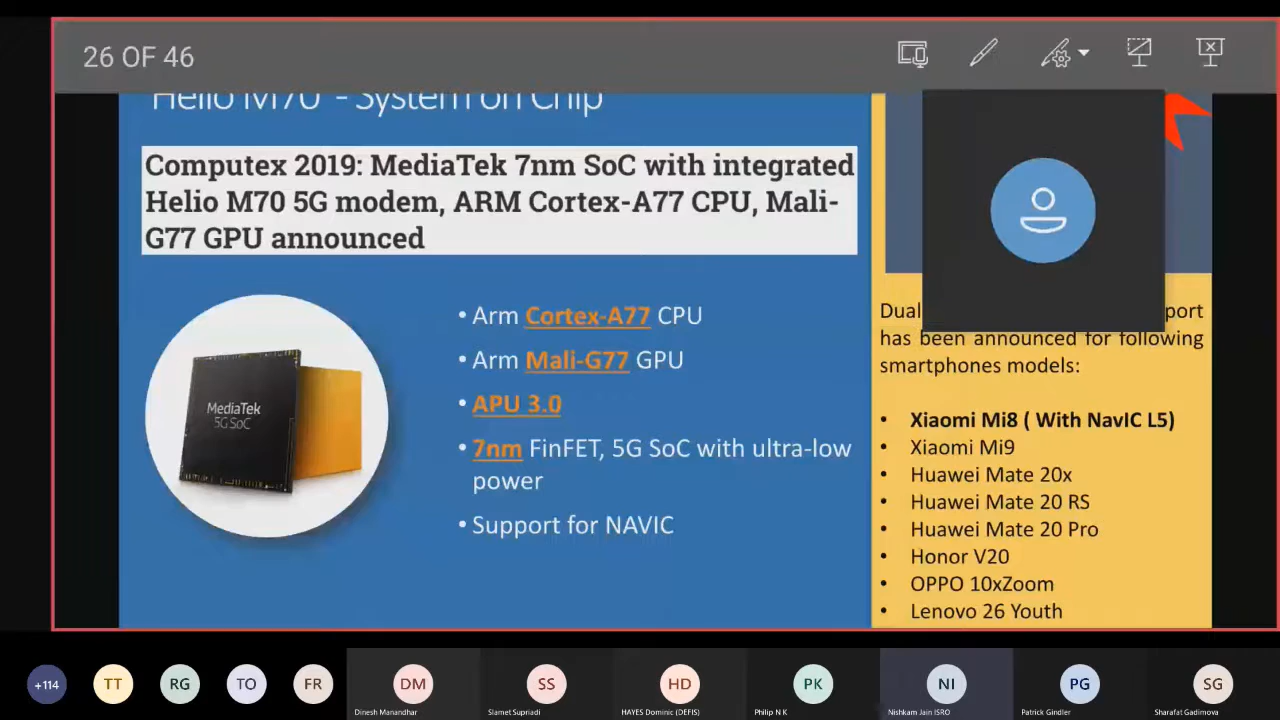 26 OF 46
Helio M70 - System on Chip
Computex 2019: MediaTek 7nm SoC with integrated
Helio M70 5G modem, ARM Cortex-A77 CPU, Mali-
G77 GPU announced
MediaTek
5G SoC
• Arm Cortex-A77 CPU
• Arm Mali-G77 GPU
• APU 3.0
• 7nm FinFET, 5G SoC with ultra-low
power
• Support for NAVIC
Dual port
has been announced for following
smartphones models:
• Xiaomi Mi8 ( With NavIC L5)
• Xiaomi Mi9
• Huawei Mate 20x
• Huawei Mate 20 RS
• Huawei Mate 20 Pro
• Honor V20
• OPPO 10xZoom
• Lenovo 26 Youth
+114
TT
RG
TO
FR
DM
SS
HD
PK
NI
PG
SG
Dinesh Manandhar
Slamet Supriadi
HAYES Dominic (DEFIS)
Philip N K
Nishkam Jain ISRO
Patrick Gindler
Sharafat Gadimova